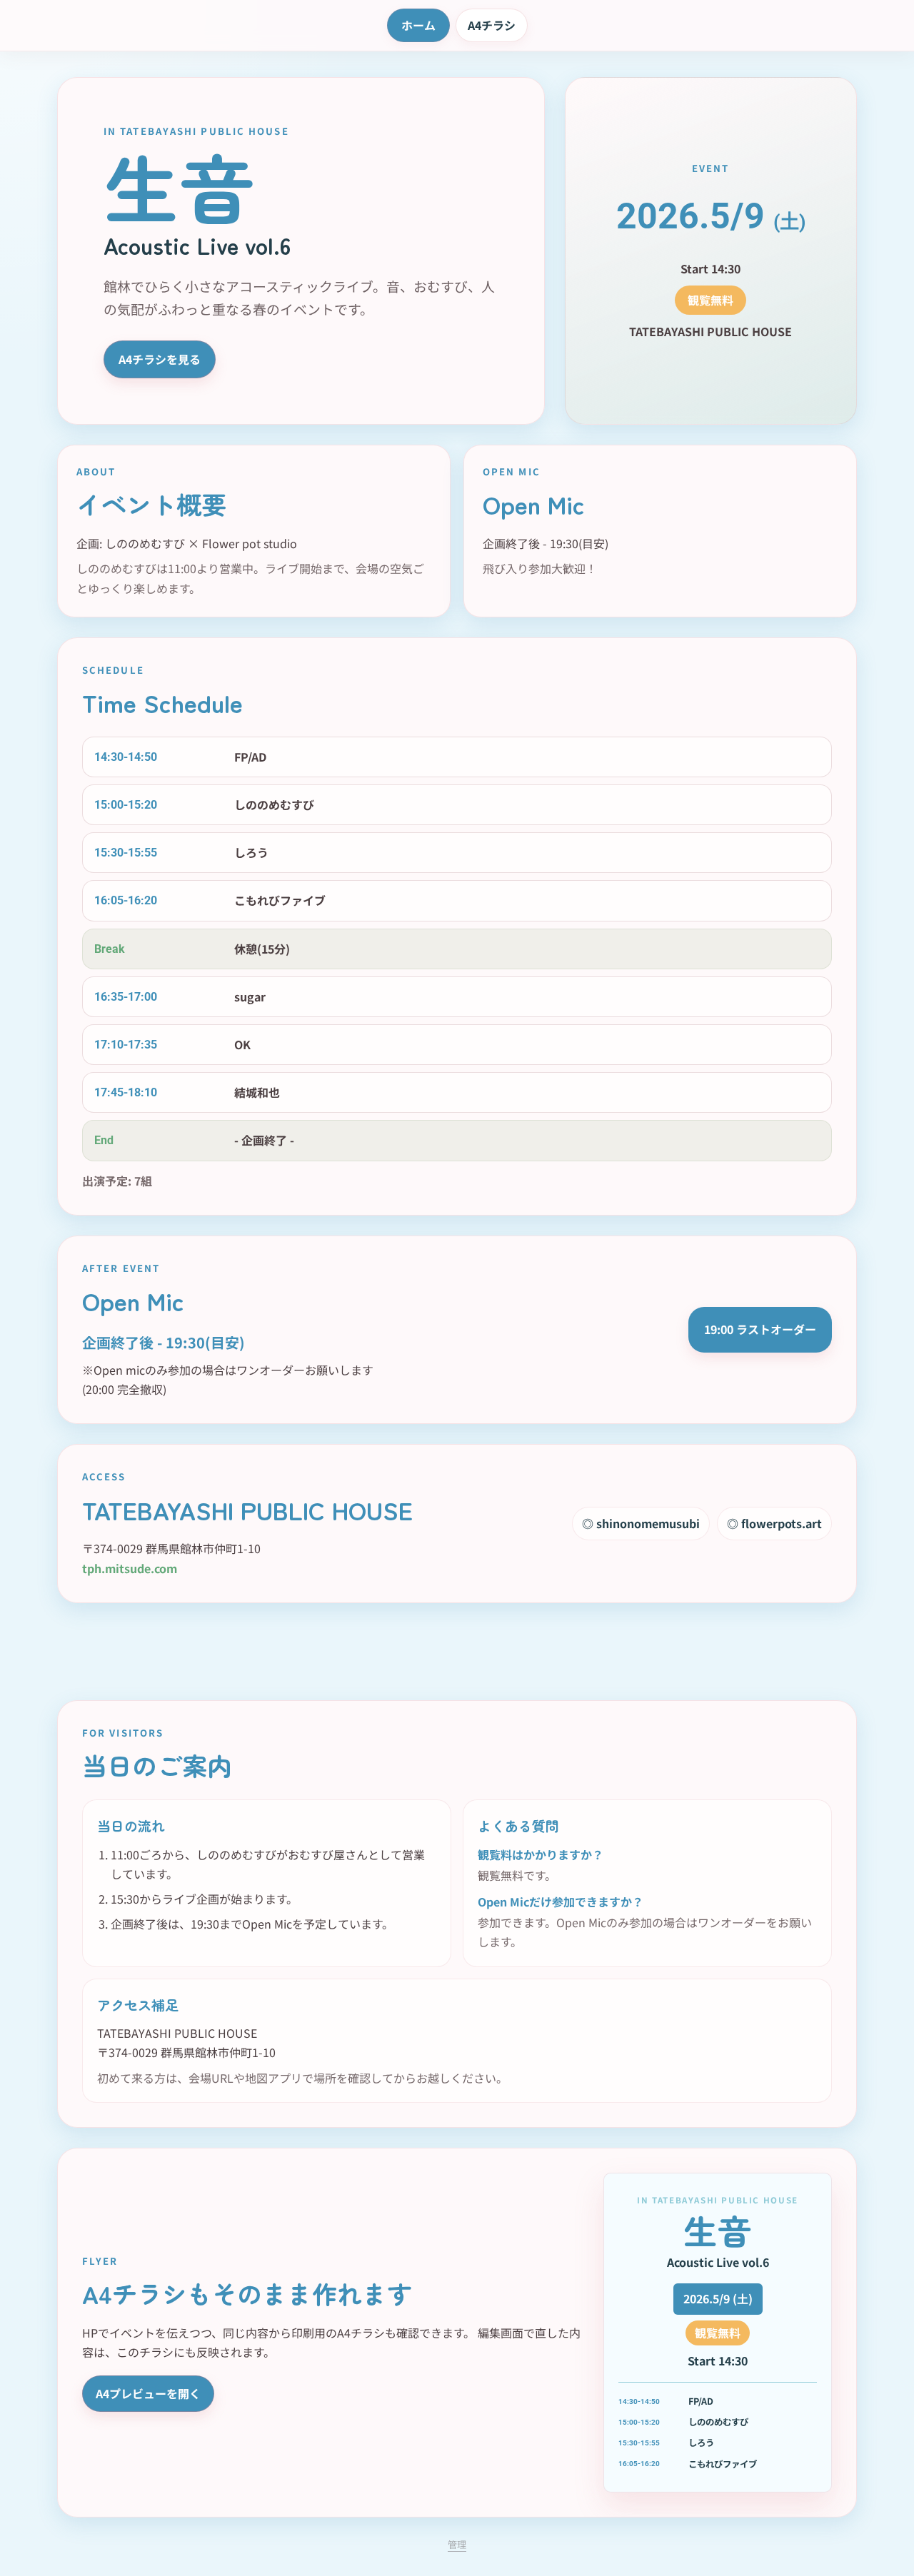 ホーム
A4チラシ
IN TATEBAYASHI PUBLIC HOUSE
生音
Acoustic Live vol.6
館林でひらく小さなアコースティックライブ。音、おむすび、人
の気配がふわっと重なる春のイベントです。
A4チラシを見る
EVENT
2026.5/9 (土)
Start 14:30
観覧無料
TATEBAYASHI PUBLIC HOUSE
ABOUT
イベント概要
企画: しののめむすび × Flower pot studio
しののめむすびは11:00より営業中。ライブ開始まで、会場の空気ご
とゆっくり楽しめます。
OPEN MIC
Open Mic
企画終了後 - 19:30(目安)
飛び入り参加大歓迎！
SCHEDULE
Time Schedule
14:30-14:50 FP/AD
15:00-15:20 しののめむすび
15:30-15:55 しろう
16:05-16:20 こもれびファイブ
Break 休憩(15分)
16:35-17:00 sugar
17:10-17:35 OK
17:45-18:10 結城和也
End - 企画終了 -
出演予定: 7組
AFTER EVENT
Open Mic
企画終了後 - 19:30(目安)
※Open micのみ参加の場合はワンオーダーお願いします
(20:00 完全撤収)
19:00 ラストオーダー
ACCESS
TATEBAYASHI PUBLIC HOUSE
〒374-0029 群馬県館林市仲町1-10
tph.mitsude.com
◎ shinonomemusubi
◎ flowerpots.art
FOR VISITORS
当日のご案内
当日の流れ
1. 11:00ごろから、しののめむすびがおむすび屋さんとして営業
しています。
2. 15:30からライブ企画が始まります。
3. 企画終了後は、19:30までOpen Micを予定しています。
よくある質問
観覧料はかかりますか？
観覧無料です。
Open Micだけ参加できますか？
参加できます。Open Micのみ参加の場合はワンオーダーをお願い
します。
アクセス補足
TATEBAYASHI PUBLIC HOUSE
〒374-0029 群馬県館林市仲町1-10
初めて来る方は、会場URLや地図アプリで場所を確認してからお越しください。
FLYER
A4チラシもそのまま作れます
HPでイベントを伝えつつ、同じ内容から印刷用のA4チラシも確認できます。 編集画面で直した内
容は、このチラシにも反映されます。
A4プレビューを開く
IN TATEBAYASHI PUBLIC HOUSE
生音
Acoustic Live vol.6
2026.5/9 (土)
観覧無料
Start 14:30
14:30-14:50 FP/AD
15:00-15:20 しののめむすび
15:30-15:55 しろう
16:05-16:20 こもれびファイブ
管理